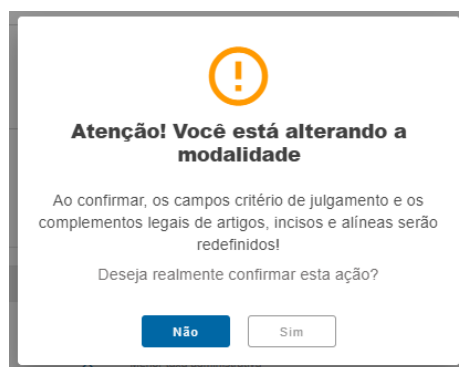 Atenção! Você está alterando a
modalidade
Ao confirmar, os campos critério de julgamento e os
complementos legais de artigos, incisos e alíneas serão
redefinidos!
Deseja realmente confirmar esta ação?
Não
Sim